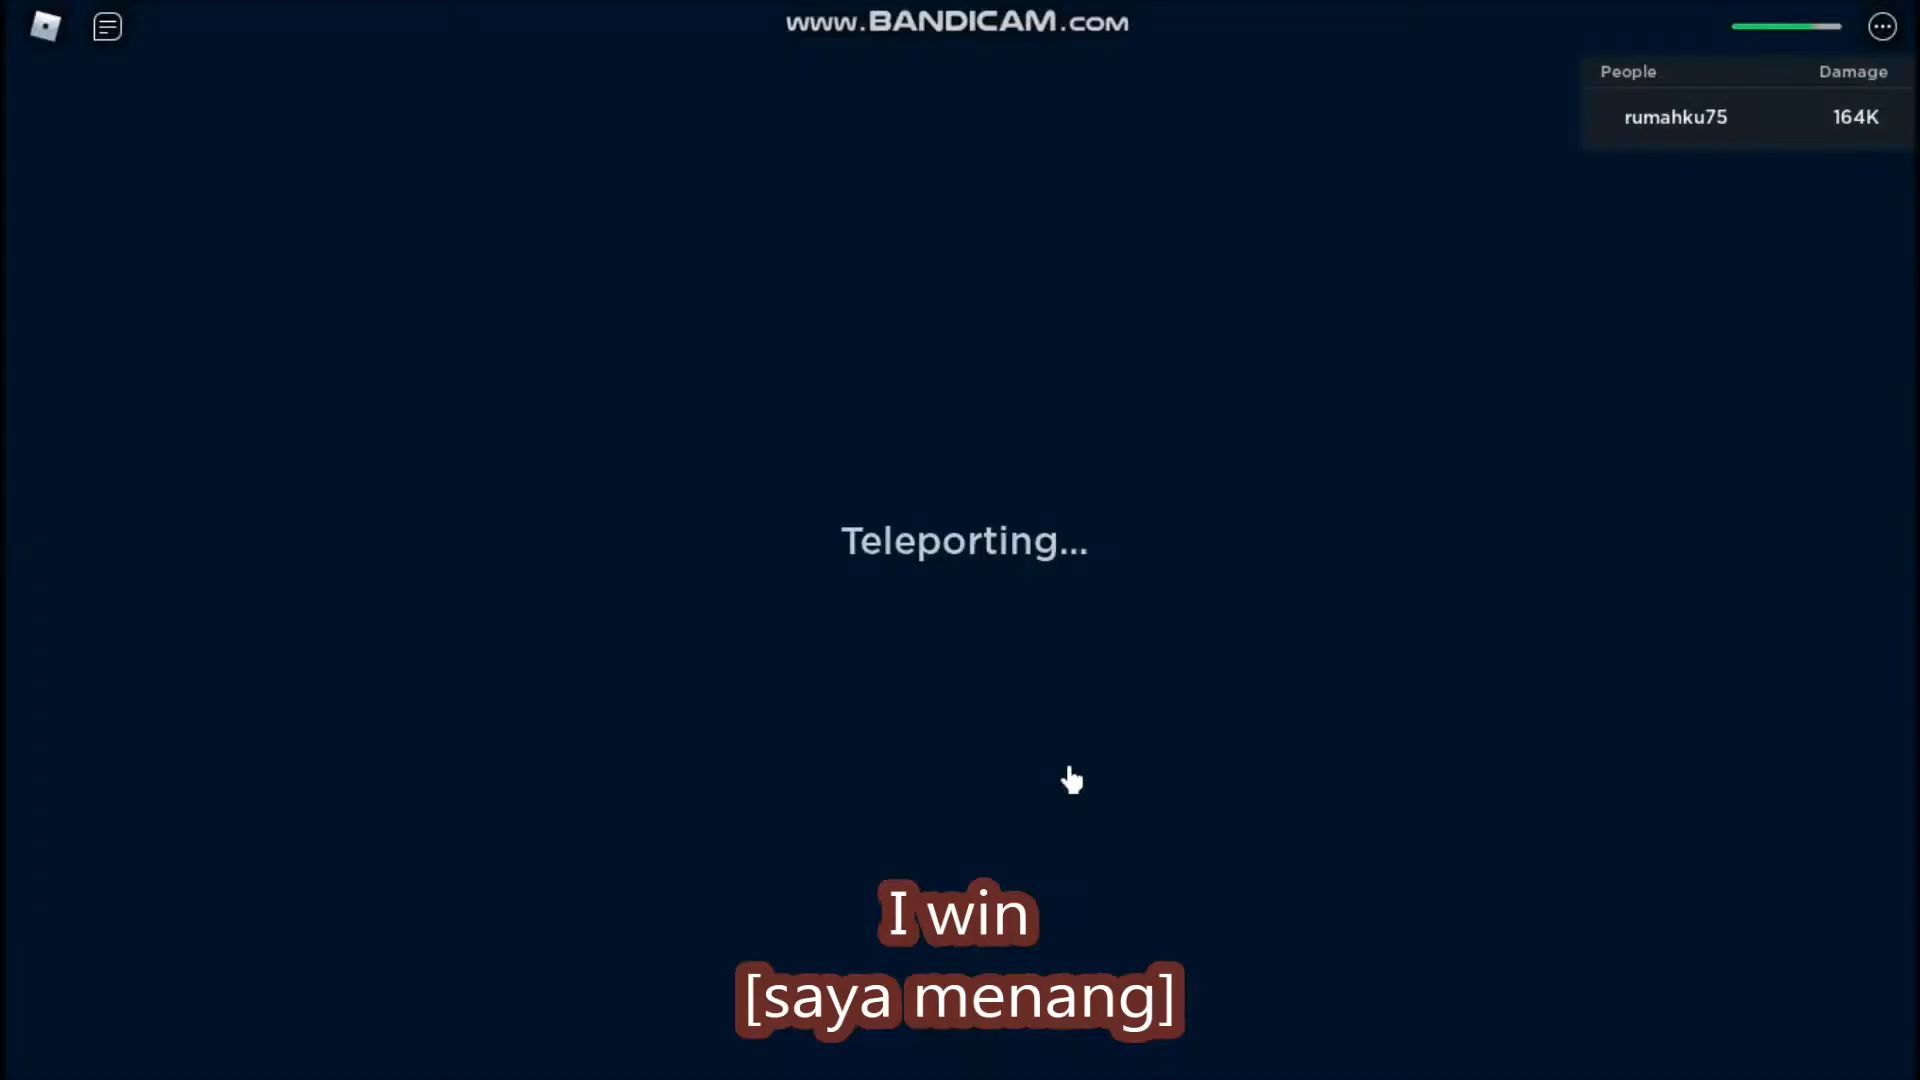 www.BANDICAM.COM
People Damage
rumahku75 164K
Teleporting...
I win
[saya menang]